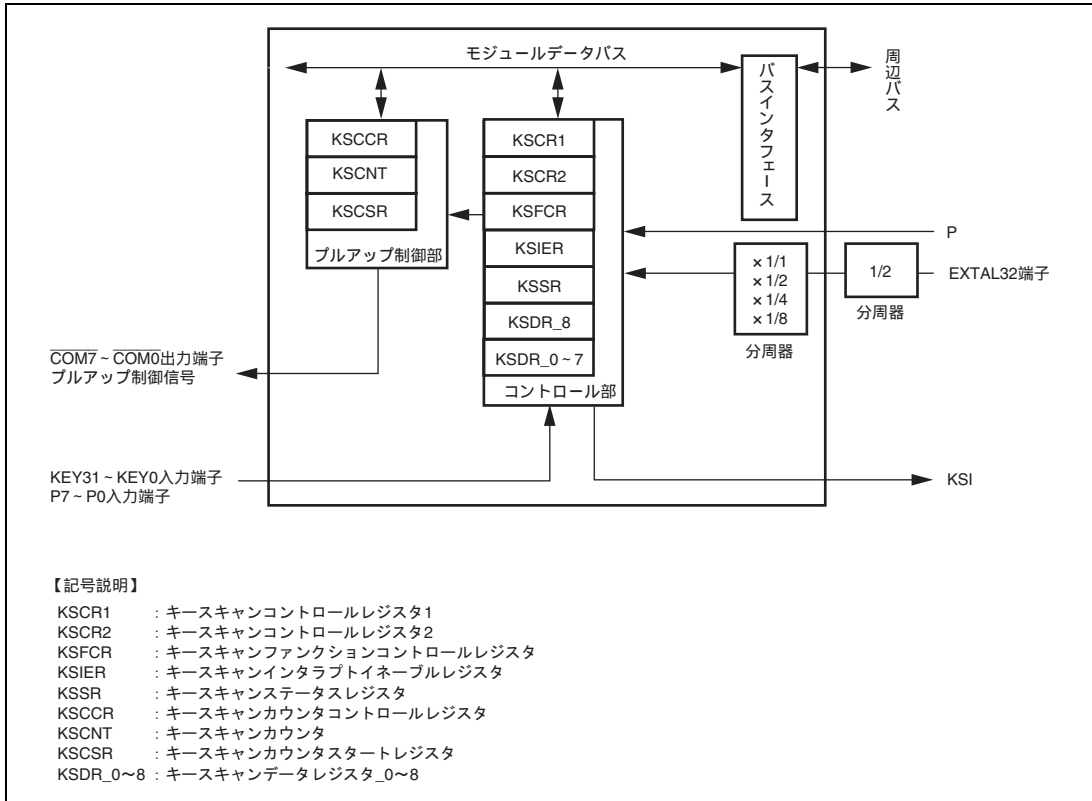 モジュールデータバス
バスインタフェース
周辺バス
KSCCR
KSCNT
KSCSR
プルアップ制御部
KSCR1
KSCR2
KSFCR
KSIER
KSSR
KSDR_8
KSDR_0~7
コントロール部
P
×1/1
×1/2
×1/4
×1/8
分周器
1/2
分周器
EXTAL32端子
COM7~COM0出力端子
プルアップ制御信号
KEY31~KEY0入力端子
P7~P0入力端子
KSI
【記号説明】
KSCR1 : キースキャンコントロールレジスタ1
KSCR2 : キースキャンコントロールレジスタ2
KSFCR : キースキャンファンクションコントロールレジスタ
KSIER : キースキャンインタラプトイネーブルレジスタ
KSSR : キースキャンステータスレジスタ
KSCCR : キースキャンカウンタコントロールレジスタ
KSCNT : キースキャンカウンタ
KSCSR : キースキャンカウンタスタートレジスタ
KSDR_0～8 : キースキャンデータレジスタ_0～8